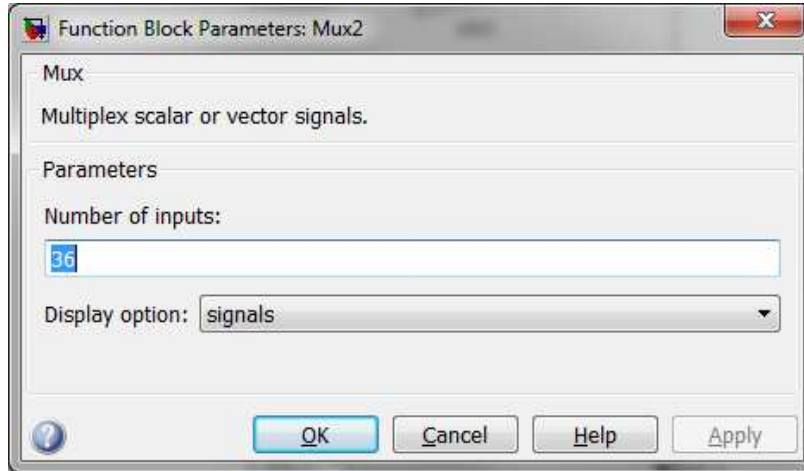 Function Block Parameters: Mux2
Mux
Multiplex scalar or vector signals.
Parameters
Number of inputs:
36
Display option: signals
OK Cancel Help Apply